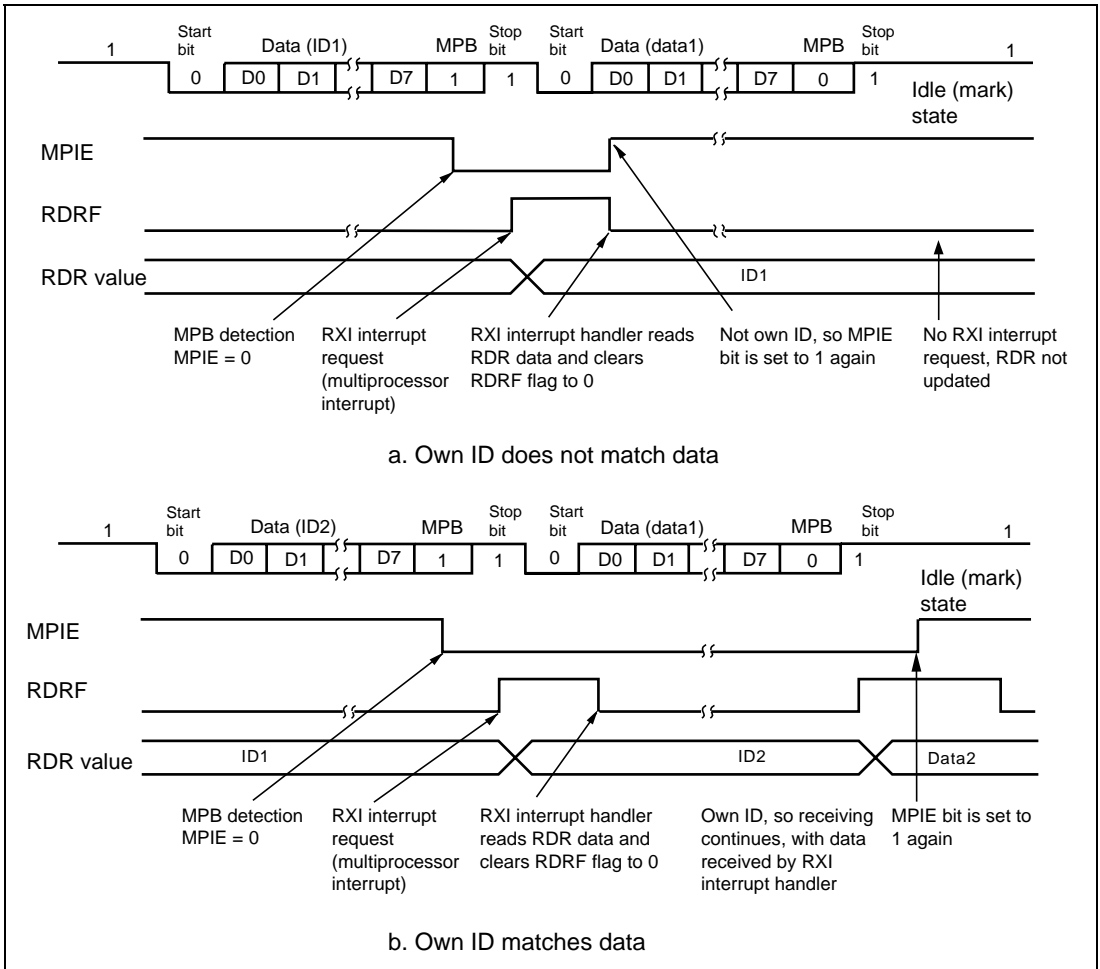 Start bit Data (ID1) MPB Stop bit Start bit Data (data1) MPB Stop bit
1 0 D0 D1 D7 1 1 0 D0 D1 D7 0 1 1
Idle (mark) state
MPIE
RDRF
RDR value ID1
MPB detection
MPIE = 0
RXI interrupt
request
(multiprocessor
interrupt)
RXI interrupt handler reads
RDR data and clears
RDRF flag to 0
Not own ID, so MPIE
bit is set to 1 again
No RXI interrupt
request, RDR not
updated
a. Own ID does not match data
Start bit Data (ID2) MPB Stop bit Start bit Data (data1) MPB Stop bit
1 0 D0 D1 D7 1 1 0 D0 D1 D7 0 1 1
Idle (mark) state
MPIE
RDRF
RDR value ID1 ID2 Data2
MPB detection
MPIE = 0
RXI interrupt
request
(multiprocessor
interrupt)
RXI interrupt handler
reads RDR data and
clears RDRF flag to 0
Own ID, so receiving
continues, with data
received by RXI
interrupt handler
MPIE bit is set to
1 again
b. Own ID matches data